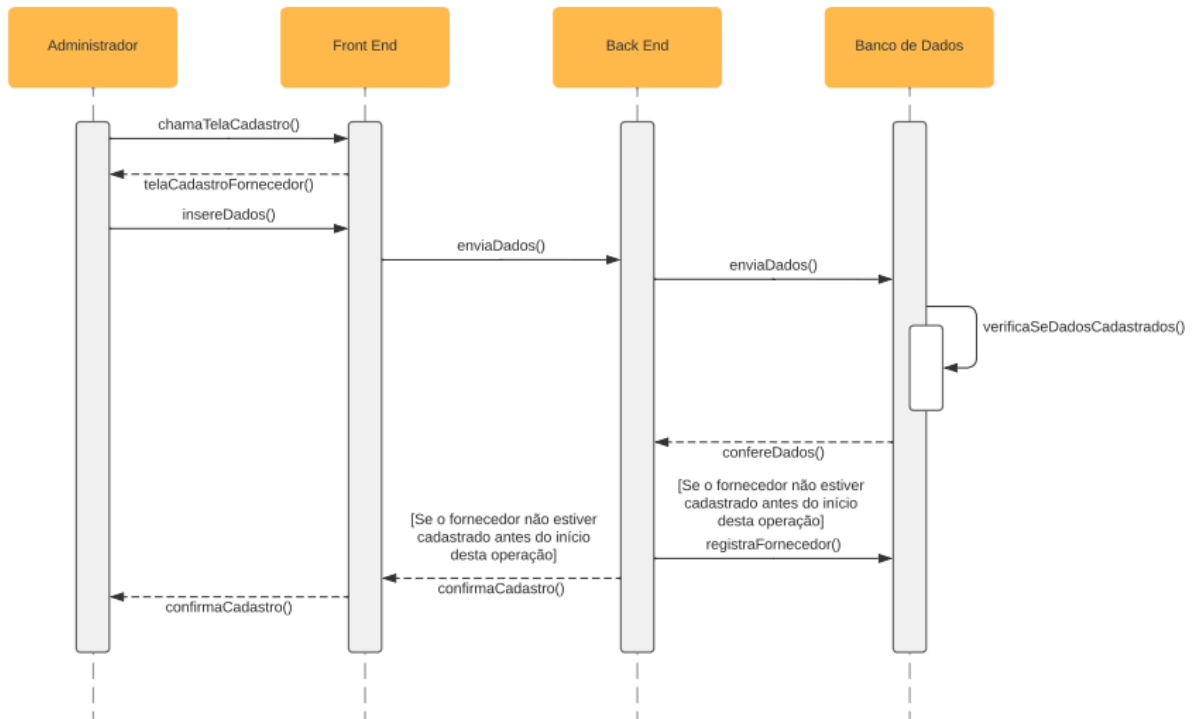 Administrador
Front End
Back End
Banco de Dados
chamaTelaCadastro()
telaCadastroFornecedor()
insereDados()
enviaDados()
enviaDados()
verificaSeDadosCadastrados()
confereDados()
[Se o fornecedor não estiver
cadastrado antes do início
desta operação]
registraFornecedor()
[Se o fornecedor não estiver
cadastrado antes do início
desta operação]
confirmaCadastro()
confirmaCadastro()